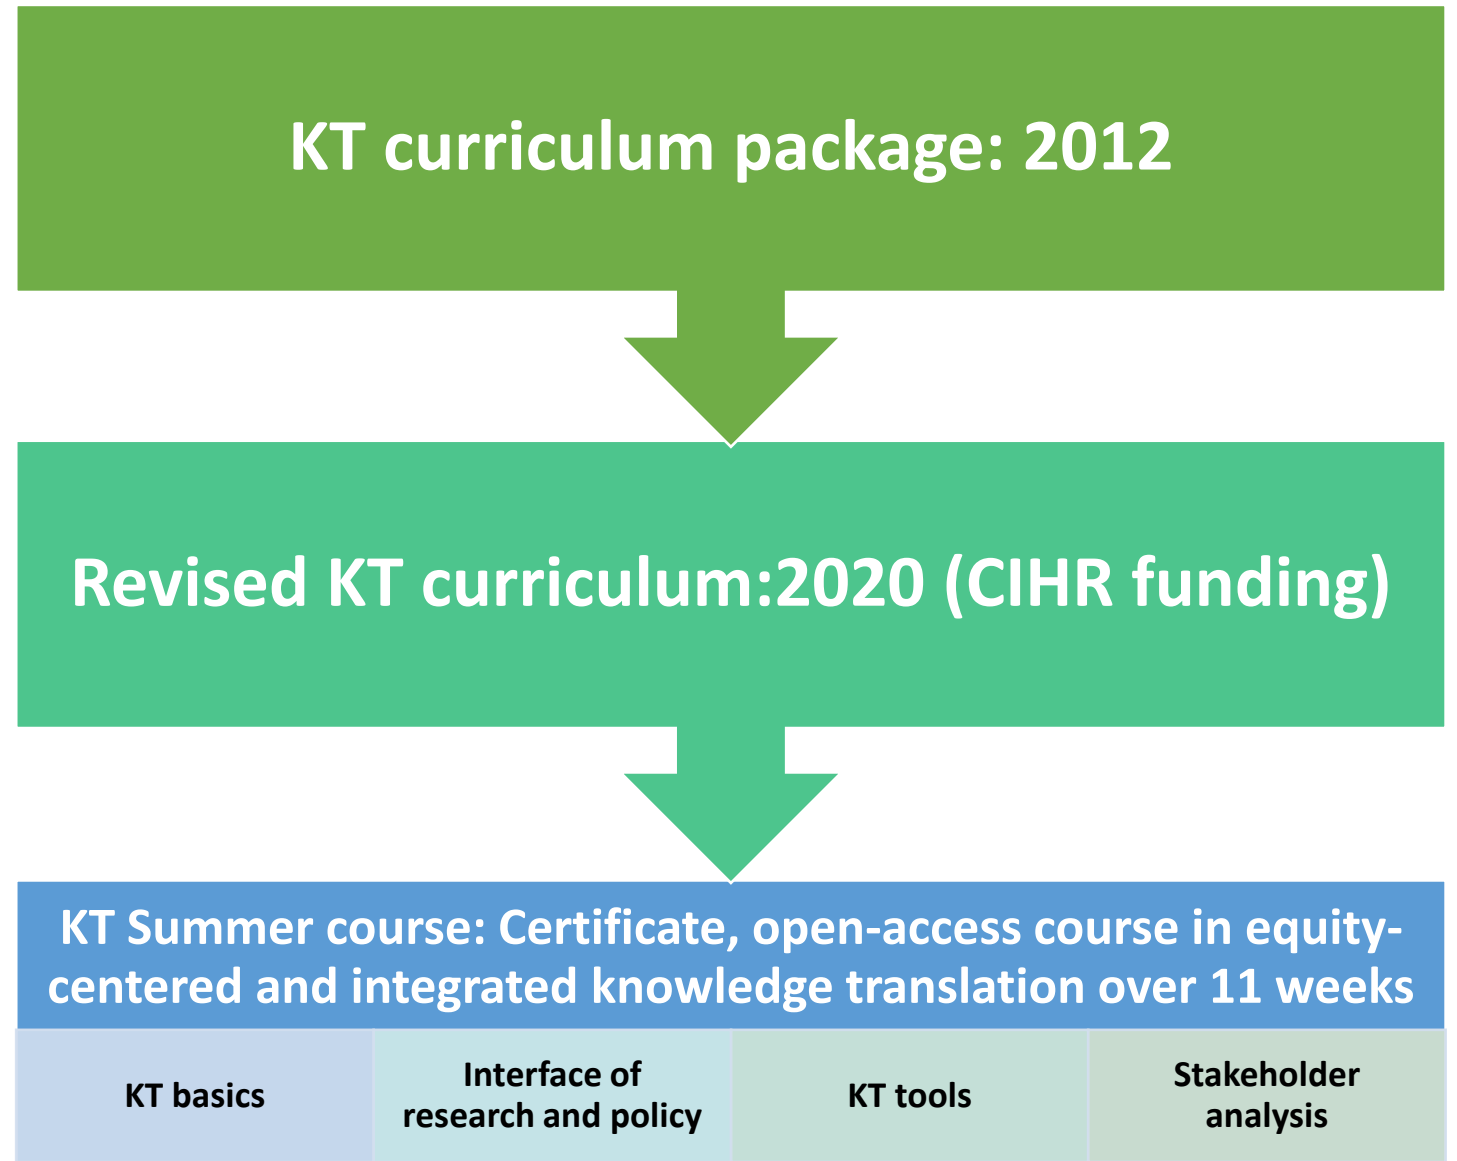 KT curriculum package: 2012
Revised KT curriculum:2020 (CIHR funding)
KT Summer course: Certificate, open-access course in equity-
centered and integrated knowledge translation over 11 weeks
KT basics
Interface of
research and policy
KT tools
Stakeholder
analysis